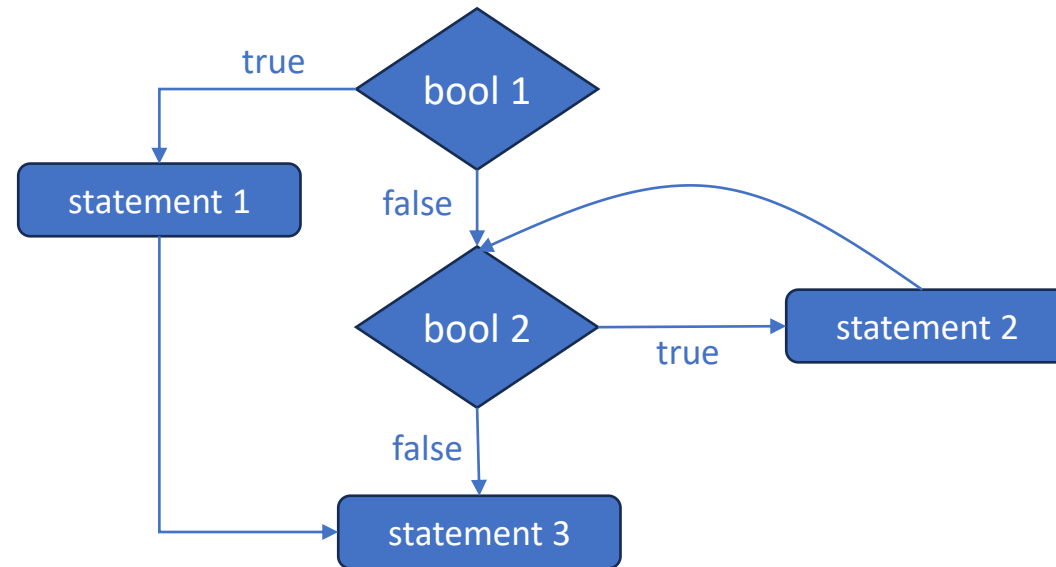 true
bool 1
statement 1
false
bool 2
true
statement 2
false
statement 3